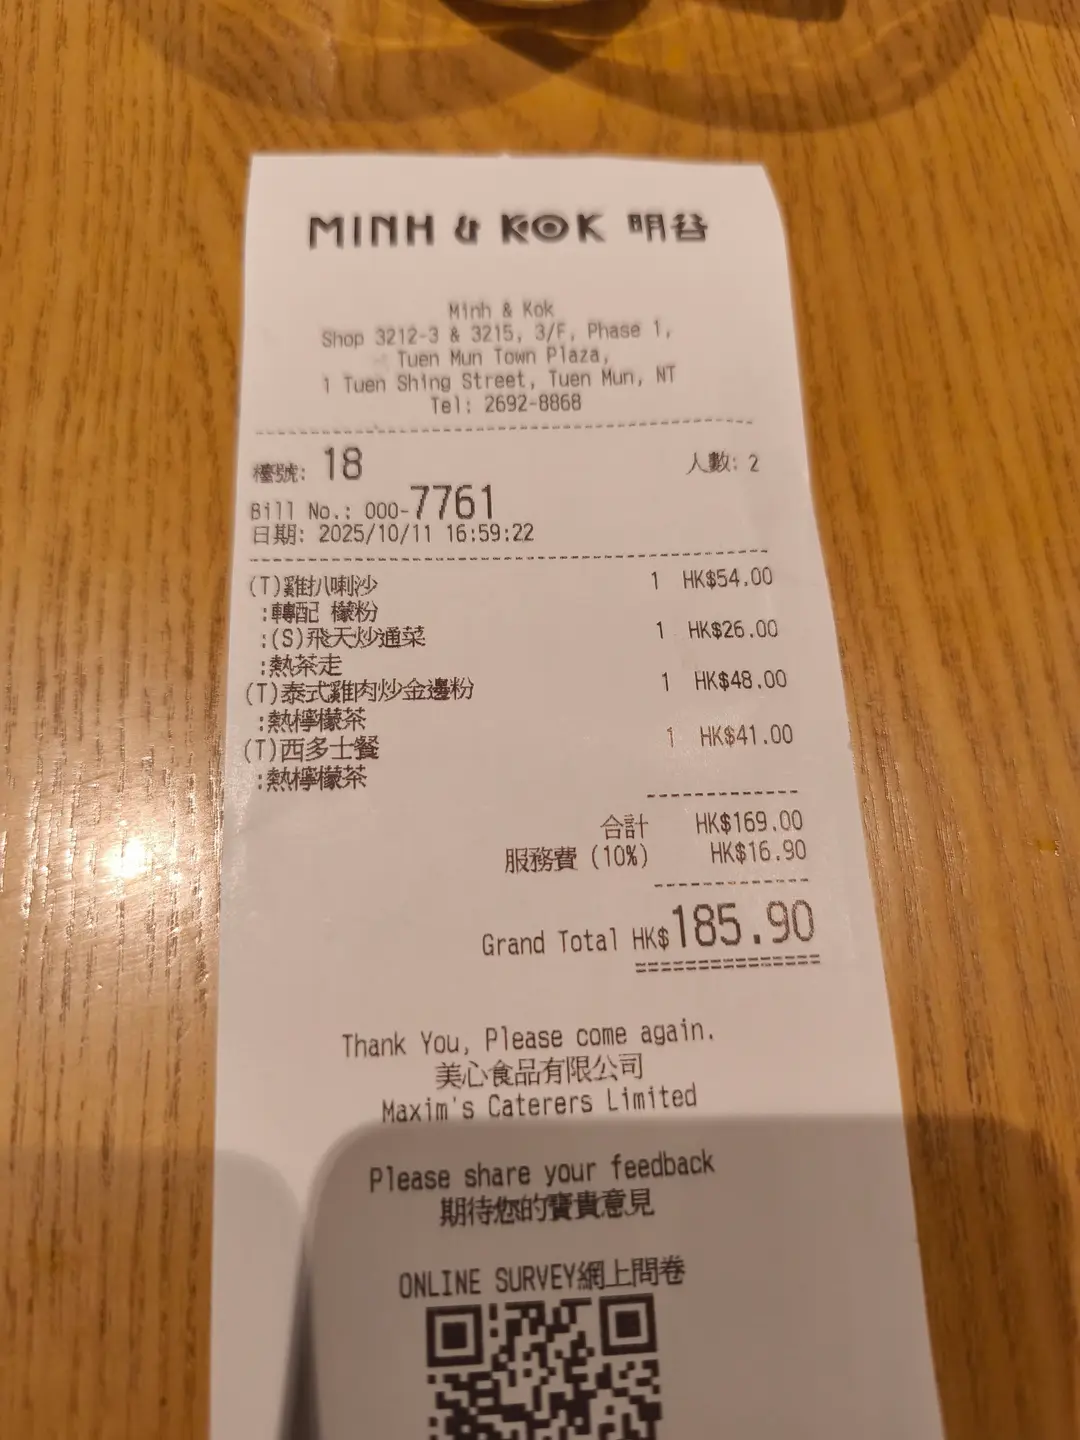 MINH & KOK 明谷
Minh & Kok
Shop 3212-3 & 3215, 3/F, Phase 1,
Tuen Mun Town Plaza,
1 Tuen Shing Street, Tuen Mun, NT
Tel: 2692-8868
檯號: 18 人數: 2
Bill No.: 000-7761
日期: 2025/10/11 16:59:22
(T)雞扒喇沙 1 HK$54.00
:轉配 檬粉
:(S)飛天炒通菜 1 HK$26.00
:熱茶走
(T)泰式雞肉炒金邊粉 1 HK$48.00
:熱檸檬茶
(T)西多士餐 1 HK$41.00
:熱檸檬茶
合計 HK$169.00
服務費 (10%) HK$16.90
Grand Total HK$185.90
Thank You, Please come again.
美心食品有限公司
Maxim's Caterers Limited
Please share your feedback
期待您的寶貴意見
ONLINE SURVEY網上問卷